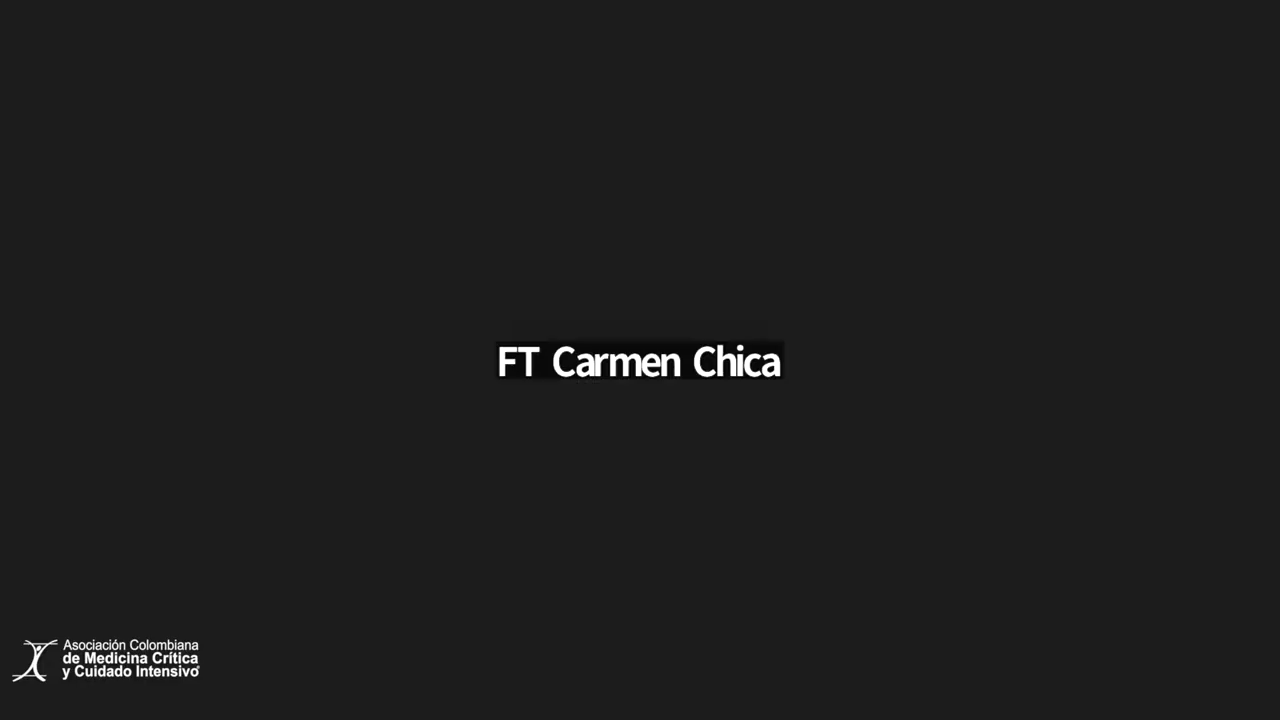 FT Carmen Chica
Asociación Colombiana
de Medicina Crítica
y Cuidado Intensivo